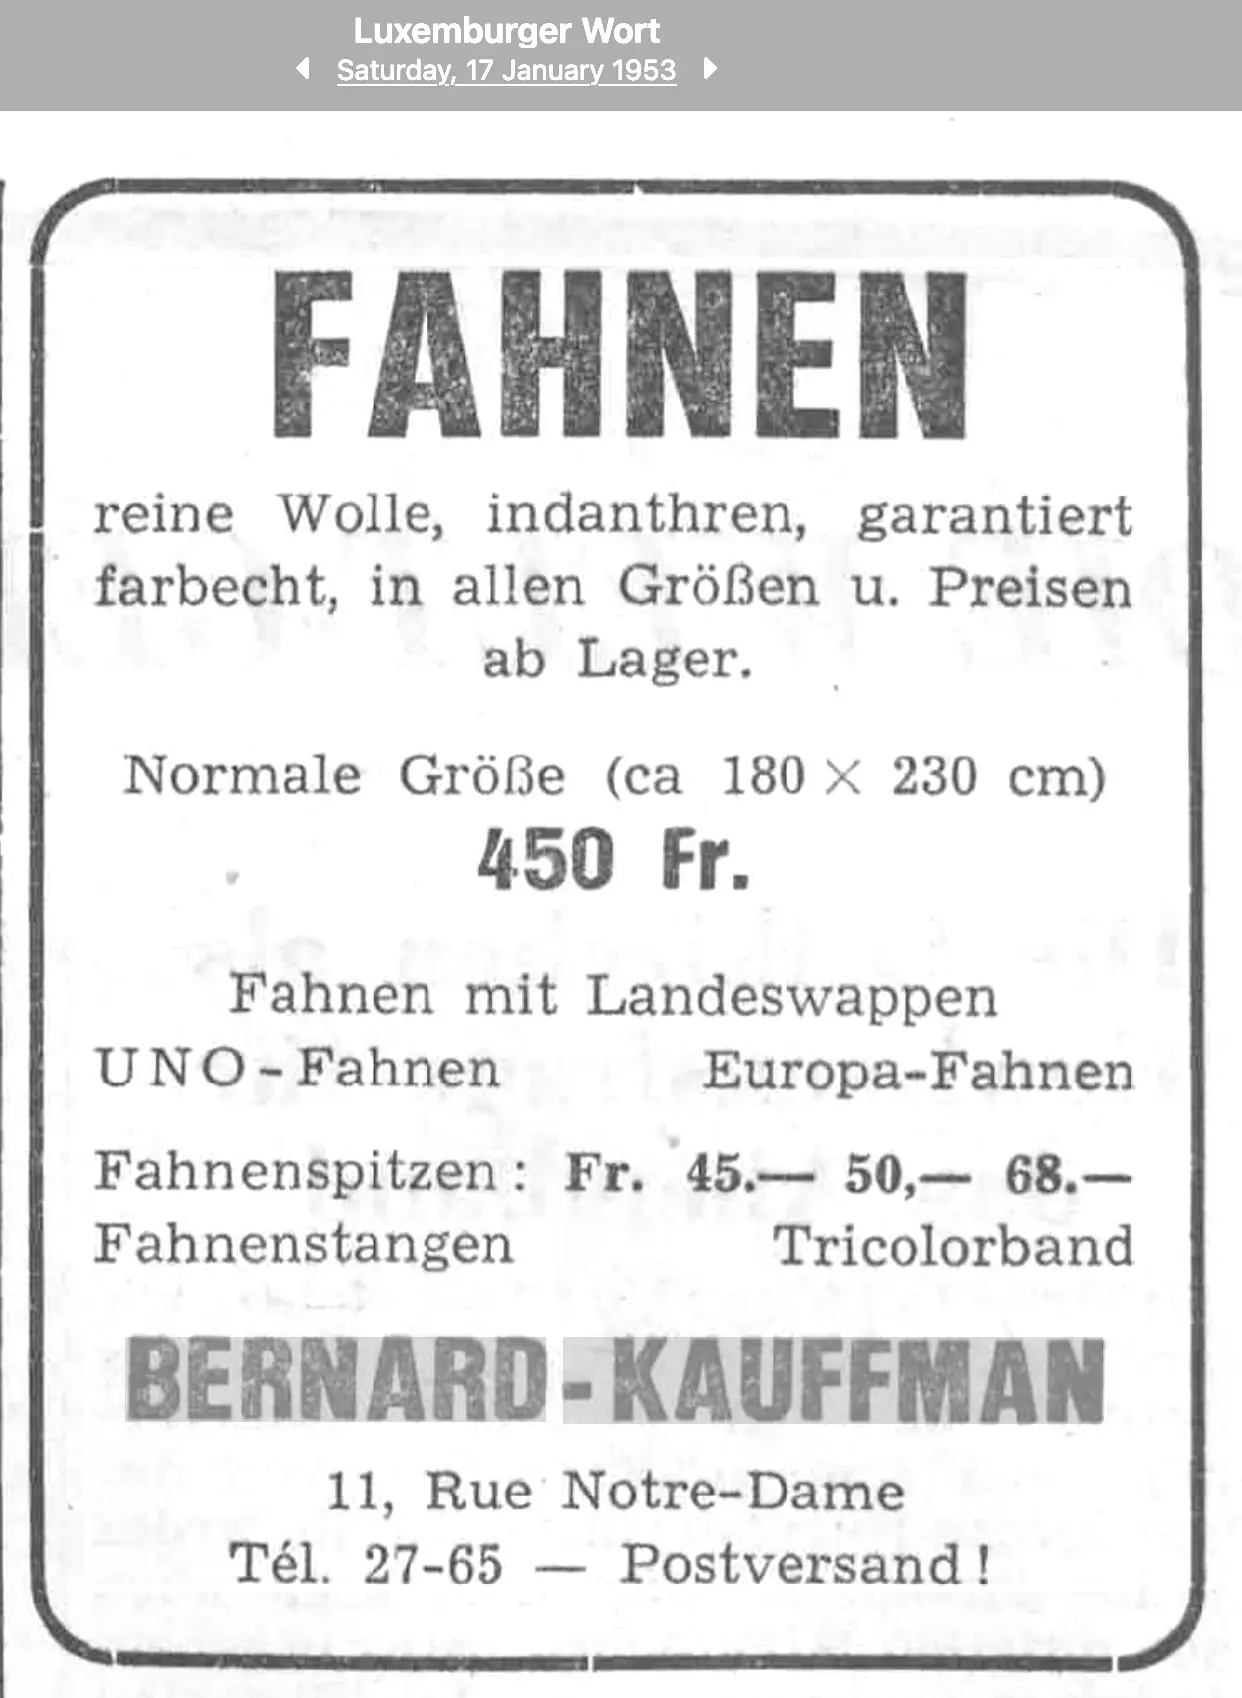 Luxemburger Wort
Saturday, 17 January 1953
FAHNEN
reine Wolle, indanthren, garantiert
farbecht, in allen Größen u. Preisen
ab Lager.
Normale Größe (ca 180 × 230 cm)
450 Fr.
Fahnen mit Landeswappen
UNO-Fahnen Europa-Fahnen
Fahnenspitzen: Fr. 45.— 50,— 68.—
Fahnenstangen Tricolorband
BERNARD-KAUFFMAN
11, Rue Notre-Dame
Tél. 27-65 — Postversand!